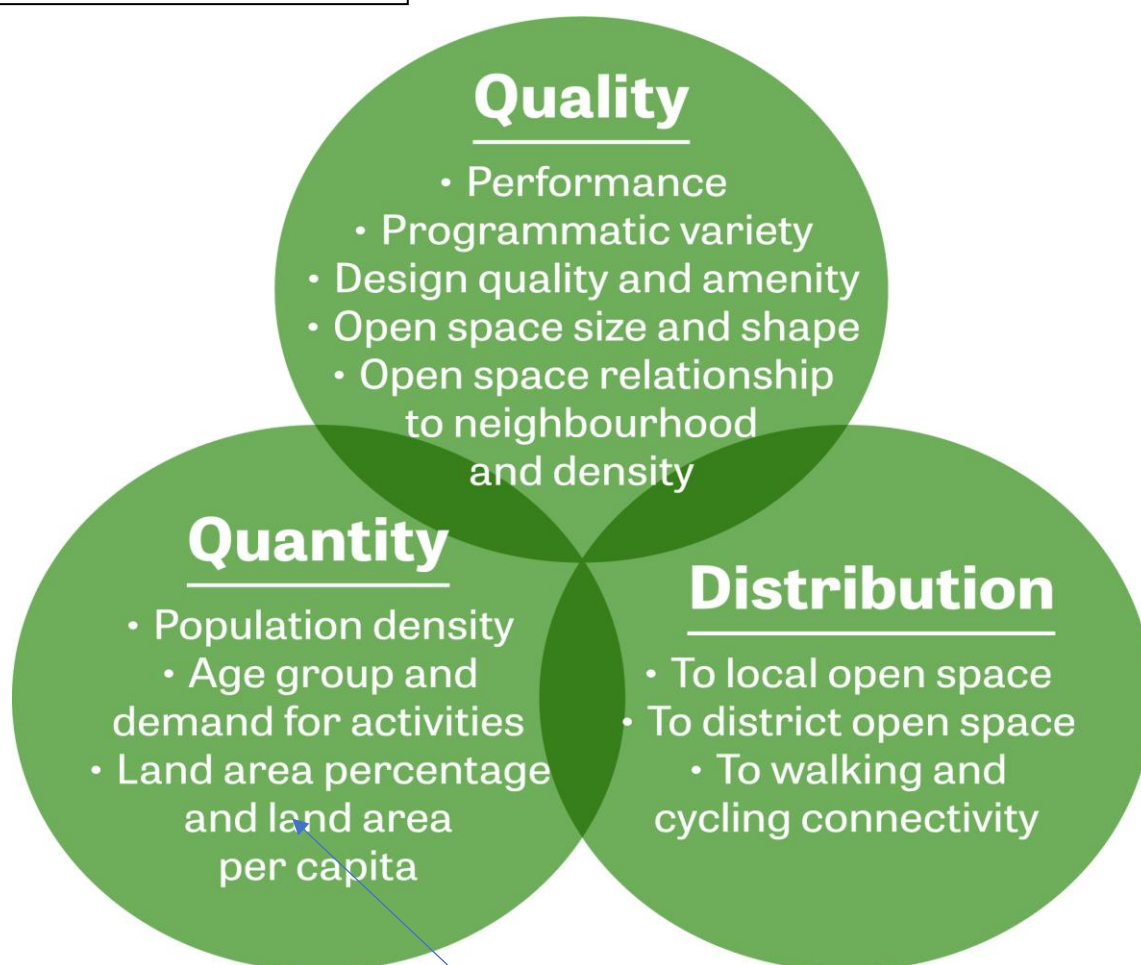 Quality
• Performance
• Programmatic variety
• Design quality and amenity
• Open space size and shape
• Open space relationship
to neighbourhood
and density
Quantity
• Population density
• Age group and
demand for activities
• Land area percentage
and land area
per capita
Distribution
• To local open space
• To district open space
• To walking and
cycling connectivity